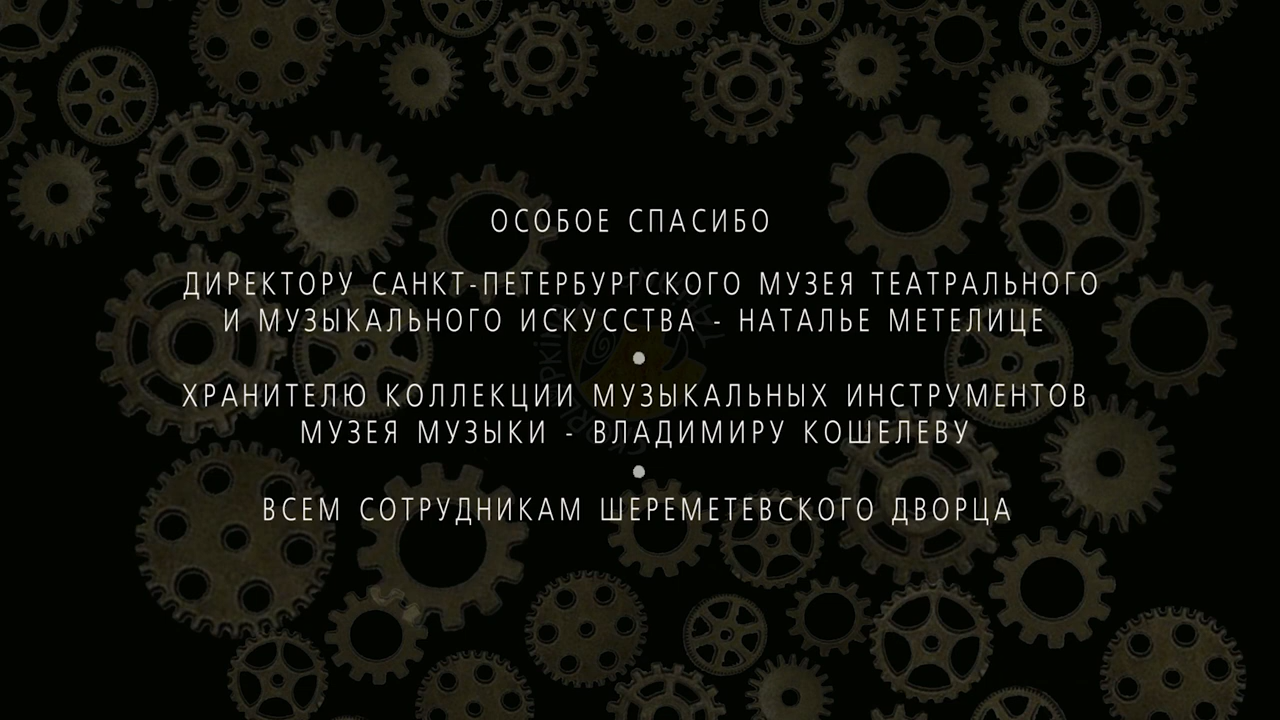 ОСОБОЕ СПАСИБО
ДИРЕКТОРУ САНКТ-ПЕТЕРБУРГСКОГО МУЗЕЯ ТЕАТРАЛЬНОГО
И МУЗЫКАЛЬНОГО ИСКУССТВА - НАТАЛЬЕ МЕТЕЛИЦЕ
•
ХРАНИТЕЛЮ КОЛЛЕКЦИИ МУЗЫКАЛЬНЫХ ИНСТРУМЕНТОВ
МУЗЕЯ МУЗЫКИ - ВЛАДИМИРУ КОШЕЛЕВУ
•
ВСЕМ СОТРУДНИКАМ ШЕРЕМЕТЕВСКОГО ДВОРЦА